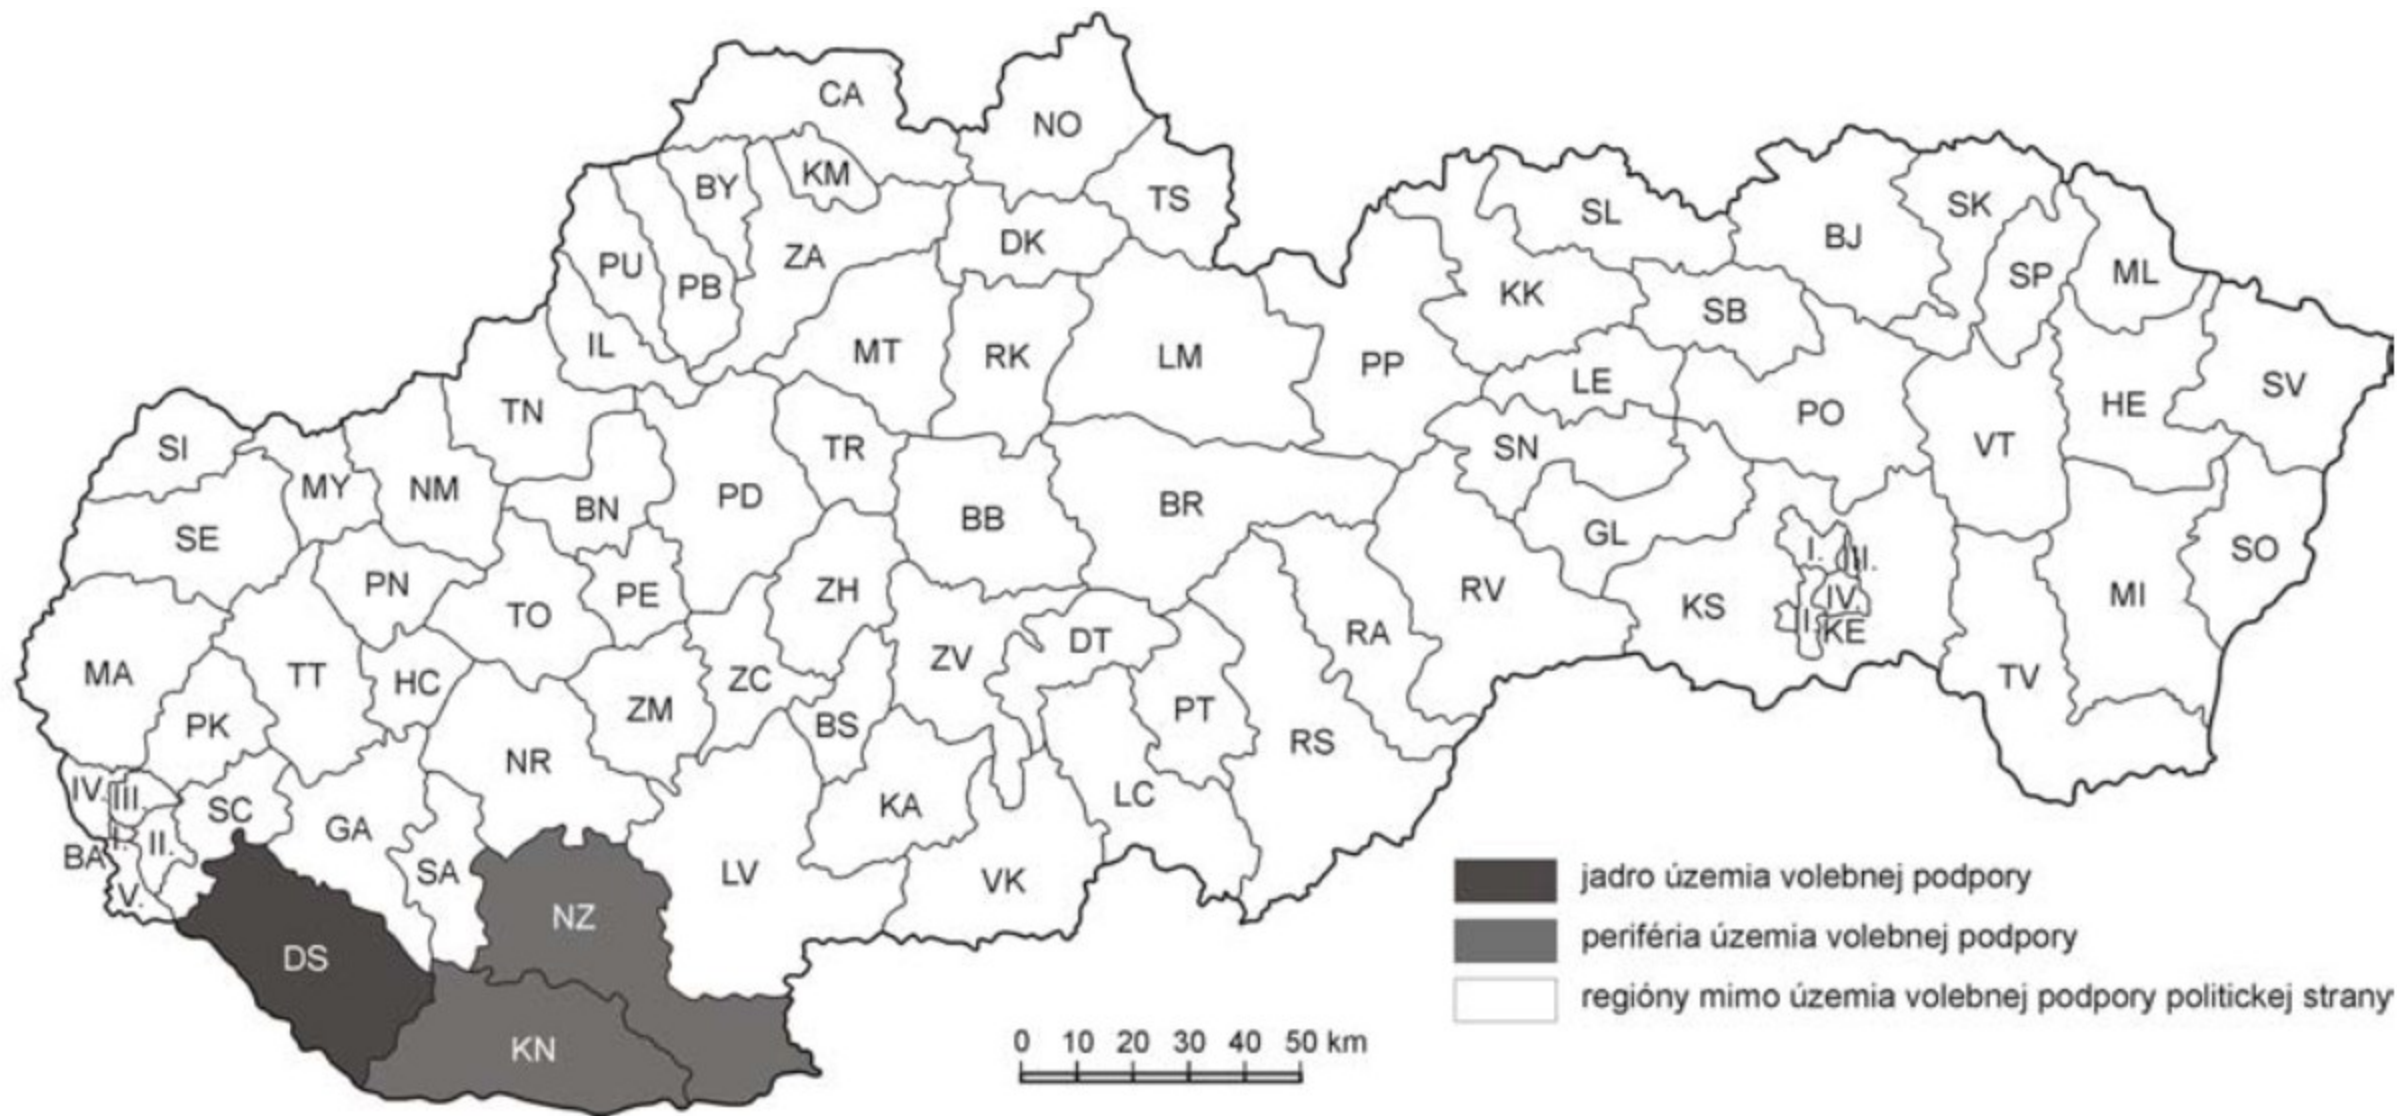 CA
NO
BY
KM
TS
SL
SK
BJ
PU
PB
ZA
DK
SP
ML
KK
SB
IL
MT
RK
LM
PP
LE
SV
TN
PO
HE
SI
TR
SN
VT
MY
NM
BN
PD
BB
BR
SE
GL
SO
I.
III.
PN
PE
ZH
RV
KS
IV.
MI
TO
II.
KE
RA
DT
MA
TT
HC
ZC
ZV
TV
PK
ZM
BS
PT
RS
NR
IV.
III.
SC
KA
LC
GA
I.
II.
BA
SA
LV
VK
V.
NZ
DS
KN
jadro územia volebnej podpory
periféria územia volebnej podpory
regióny mimo územia volebnej podpory politickej strany
0 10 20 30 40 50 km